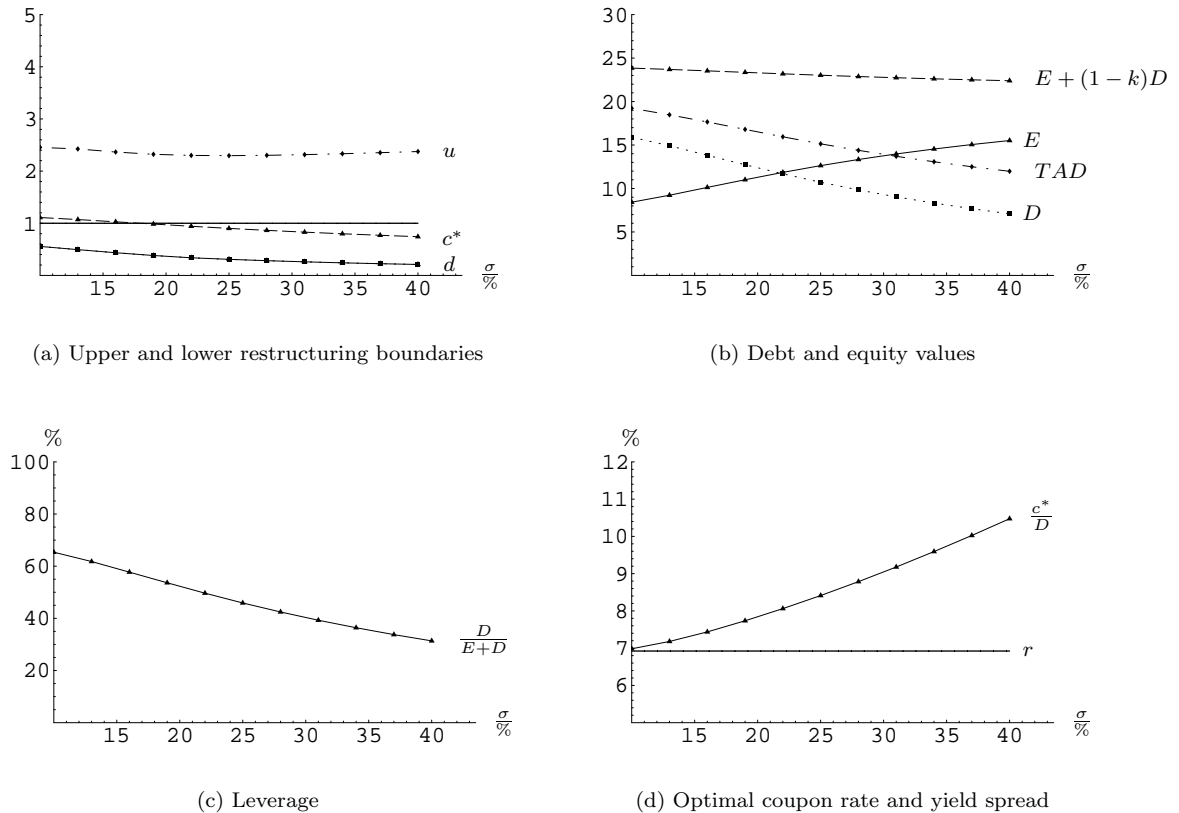 5
4
3
2
1
u
c*
d
15 20 25 30 35 40
σ/%
(a) Upper and lower restructuring boundaries
30
25
20
15
10
5
E + (1 − k)D
E
TAD
D
15 20 25 30 35 40
σ/%
(b) Debt and equity values
%
100
80
60
40
20
D/E+D
15 20 25 30 35 40
σ/%
(c) Leverage
%
12
11
10
9
8
7
6
c*/D
r
15 20 25 30 35 40
σ/%
(d) Optimal coupon rate and yield spread